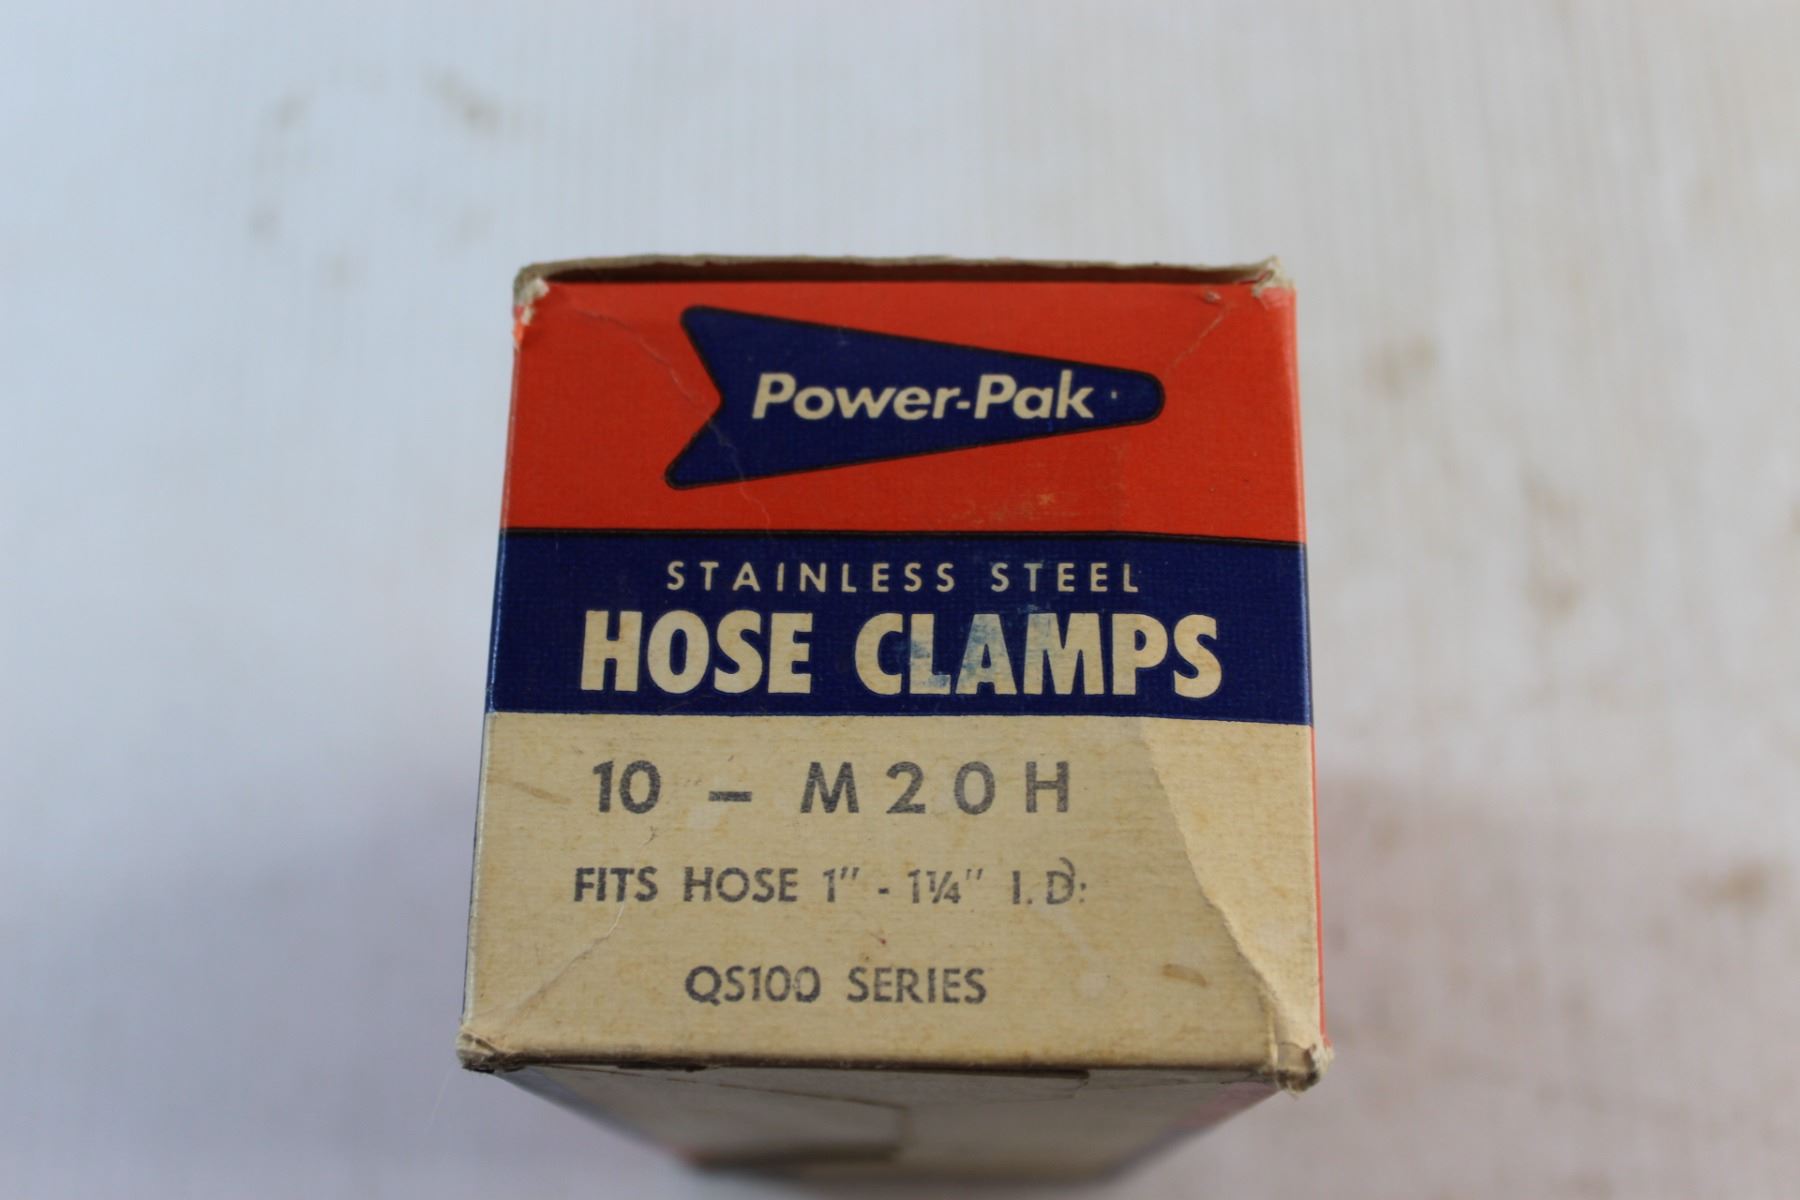 Power-Pak
STAINLESS STEEL
HOSE CLAMPS
10 - M20H
FITS HOSE 1" - 1¼" I.D.
QS100 SERIES